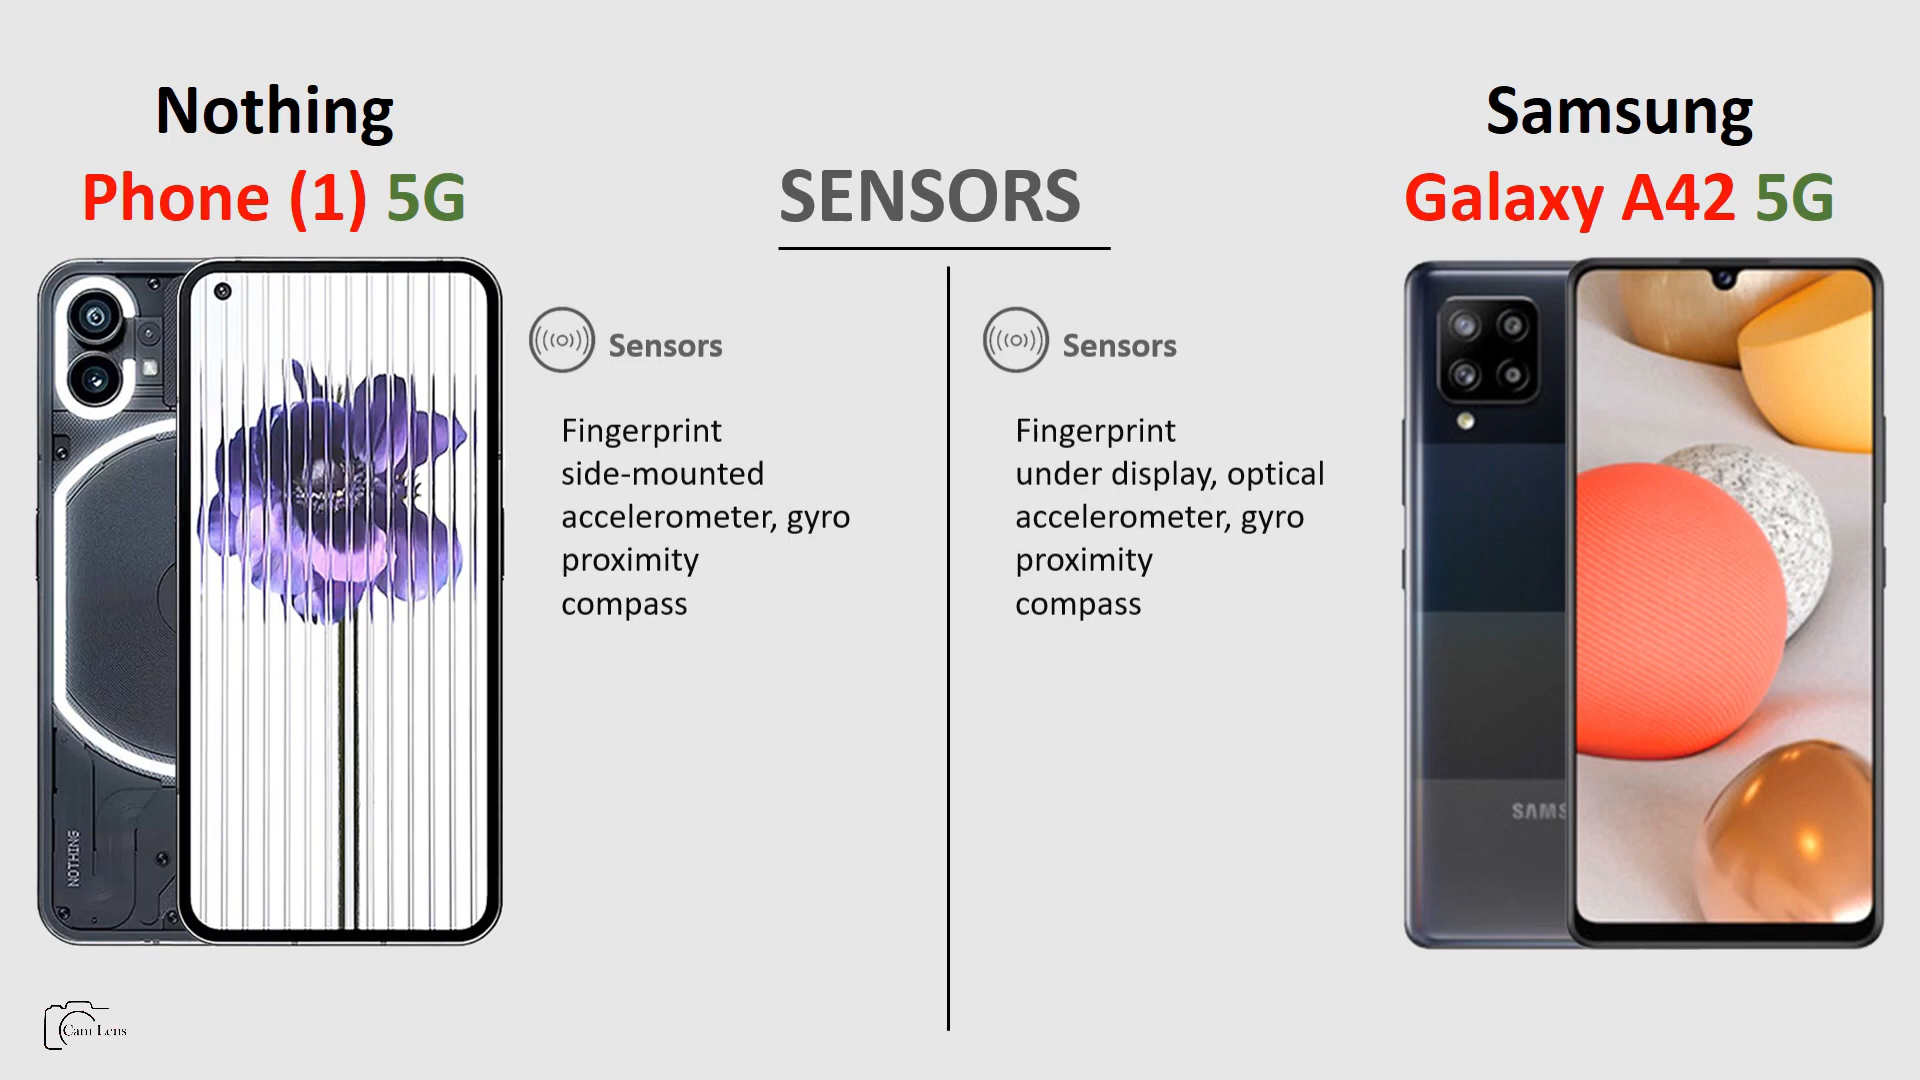 Nothing
Phone (1) 5G
SENSORS
Samsung
Galaxy A42 5G
Sensors
Fingerprint
side-mounted
accelerometer, gyro
proximity
compass
Sensors
Fingerprint
under display, optical
accelerometer, gyro
proximity
compass
NOTHING
SAMS
Cam Lens